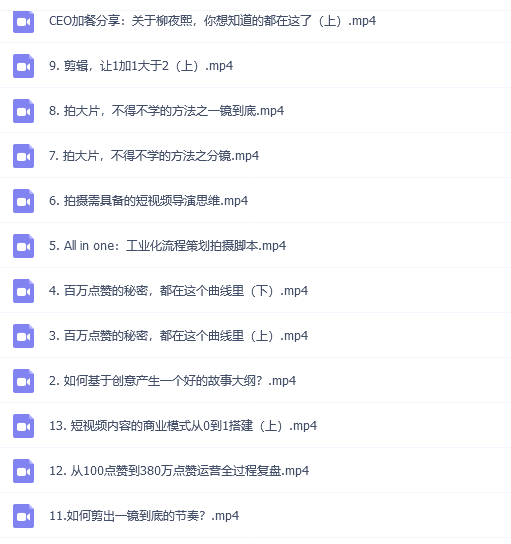 CEO加餐分享：关于柳夜熙，你想知道的都在这了（上）.mp4
9. 剪辑，让1加1大于2（上）.mp4
8. 拍大片，不得不学的方法之一镜到底.mp4
7. 拍大片，不得不学的方法之分镜.mp4
6. 拍摄需具备的短视频导演思维.mp4
5. All in one：工业化流程策划拍摄脚本.mp4
4. 百万点赞的秘密，都在这个曲线里（下）.mp4
3. 百万点赞的秘密，都在这个曲线里（上）.mp4
2. 如何基于创意产生一个好的故事大纲？.mp4
13. 短视频内容的商业模式从0到1搭建（上）.mp4
12. 从100点赞到380万点赞运营全过程复盘.mp4
11.如何剪出一镜到底的节奏？.mp4